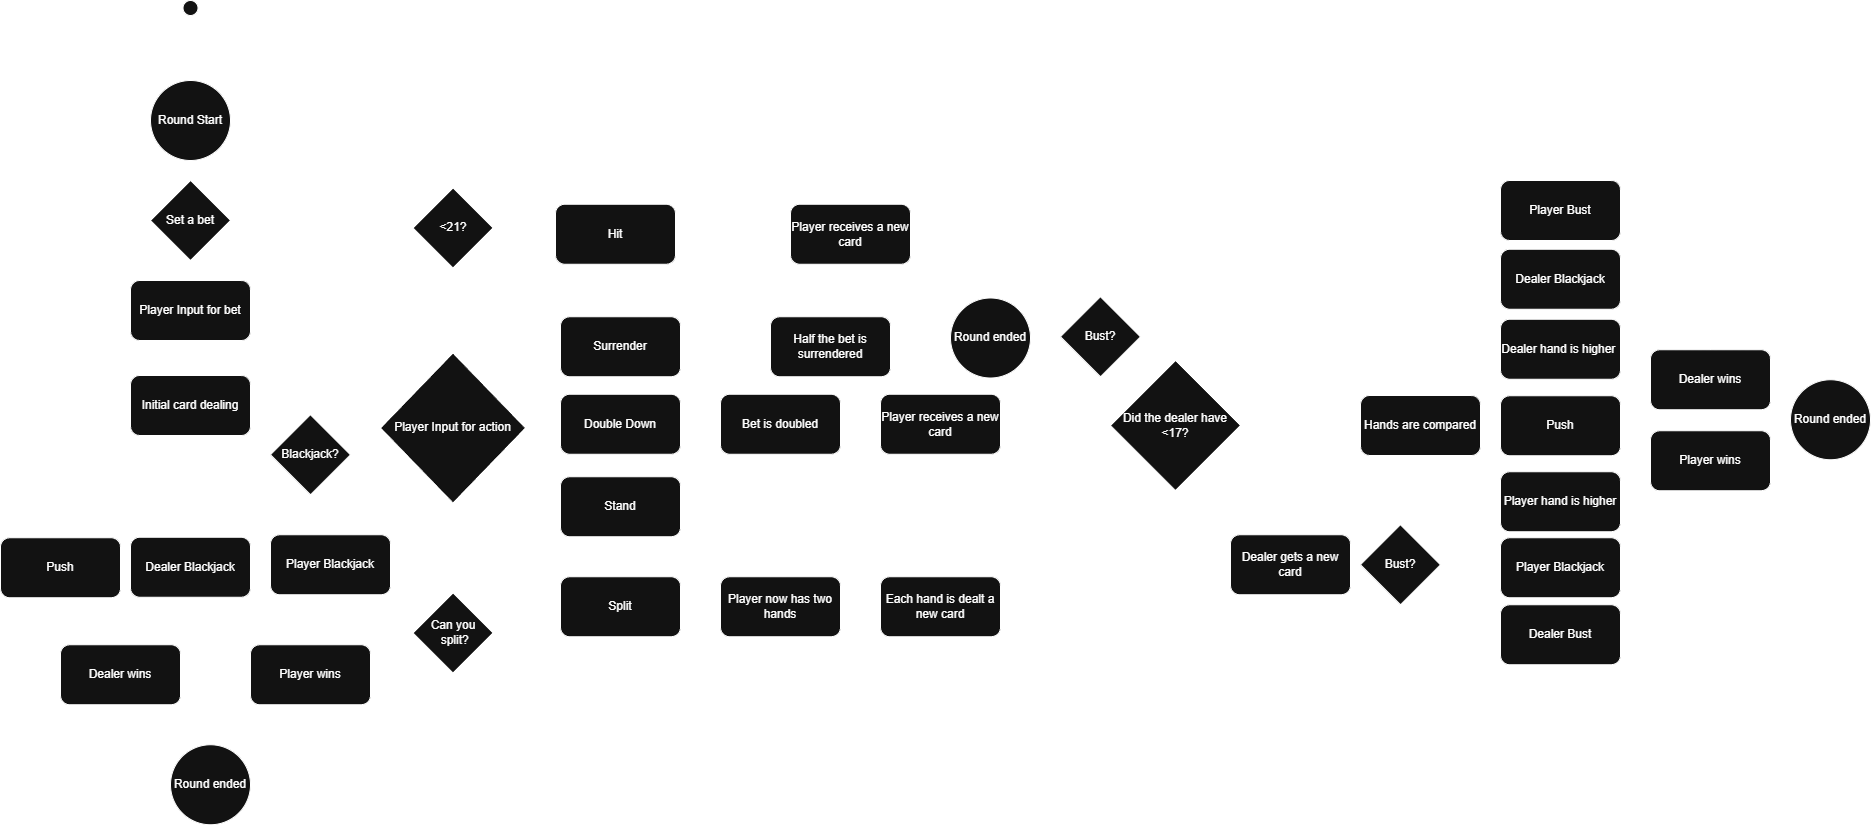 Round Start
Set a bet
Player Input for bet
Initial card dealing
Blackjack?
Push
Dealer Blackjack
Player Blackjack
Dealer wins
Player wins
Round ended
<21?
Player Input for action
Can you
split?
Hit
Player receives a new
card
Surrender
Half the bet is
surrendered
Round ended
Double Down
Bet is doubled
Player receives a new
card
Stand
Split
Player now has two
hands
Each hand is dealt a
new card
Bust?
Did the dealer have
<17?
Dealer gets a new
card
Bust?
Hands are compared
Player Bust
Dealer Blackjack
Dealer hand is higher
Push
Player hand is higher
Player Blackjack
Dealer Bust
Dealer wins
Player wins
Round ended